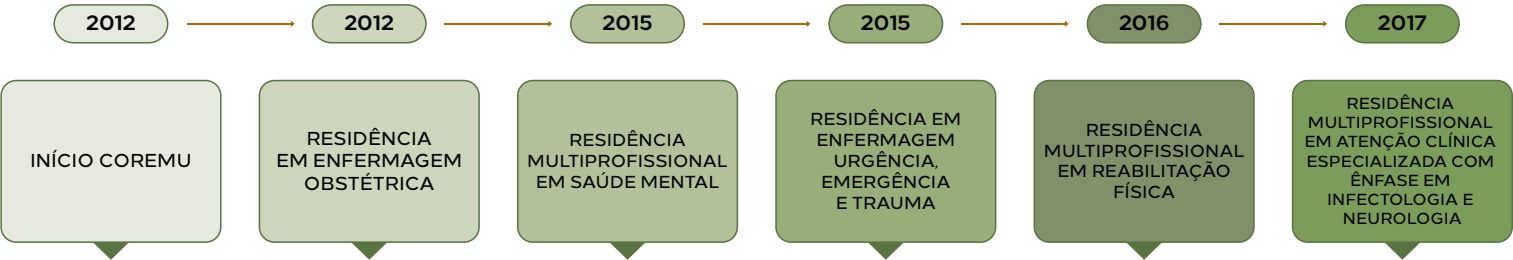 2012
2012
2015
2015
2016
2017
INÍCIO COREMU
RESIDÊNCIA
EM ENFERMAGEM
OBSTÉTRICA
RESIDÊNCIA
MULTIPROFISSIONAL
EM SAÚDE MENTAL
RESIDÊNCIA EM
ENFERMAGEM
URGÊNCIA,
EMERGÊNCIA
E TRAUMA
RESIDÊNCIA
MULTIPROFISSIONAL
EM REABILITAÇÃO
FÍSICA
RESIDÊNCIA
MULTIPROFISSIONAL
EM ATENÇÃO CLÍNICA
ESPECIALIZADA COM
ÊNFASE EM
INFECTOLOGIA E
NEUROLOGIA